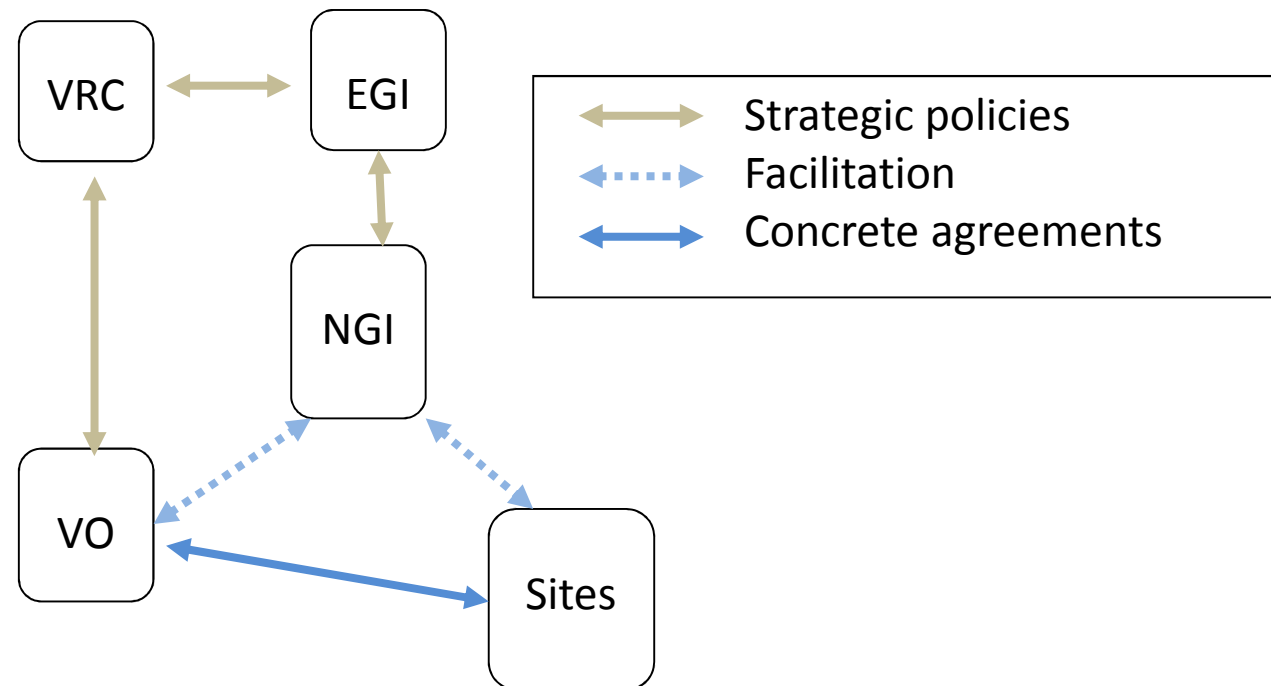 VRC
EGI
Strategic policies
Facilitation
Concrete agreements
NGI
VO
Sites